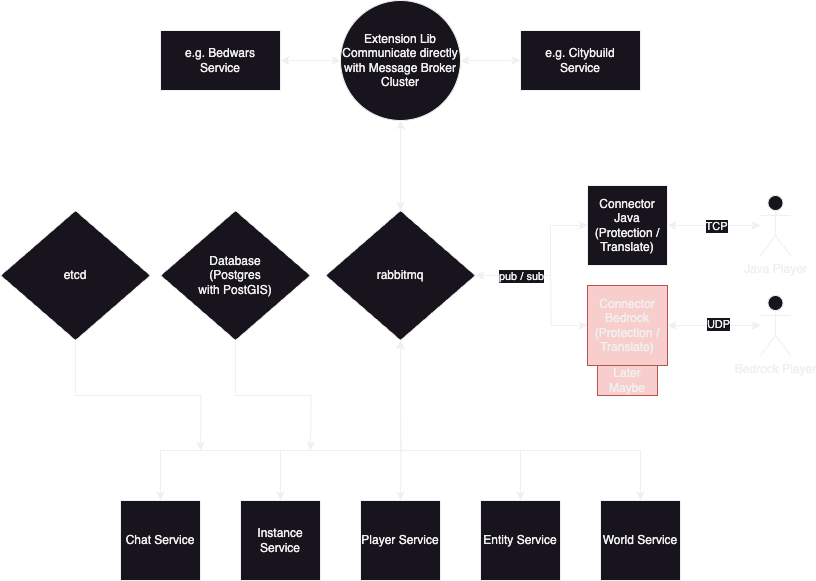 Extension Lib
Communicate directly
with Message Broker
Cluster
e.g. Bedwars
Service
e.g. Citybuild
Service
etcd
Database
(Postgres
with PostGIS)
rabbitmq
pub / sub
Connector
Java
(Protection /
Translate)
TCP
Java Player
Connector
Bedrock
(Protection /
Translate)
Later
Maybe
UDP
Bedrock Player
Chat Service
Instance
Service
Player Service
Entity Service
World Service